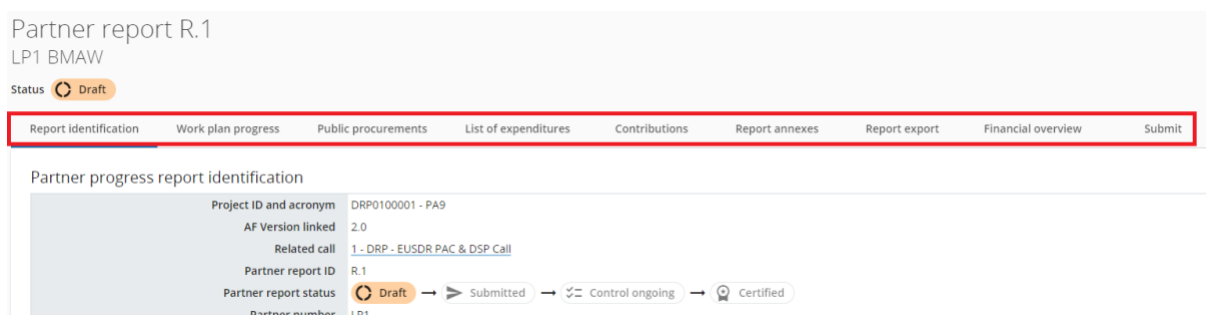 Partner report R.1
LP1 BMAW
Status Draft
Report identification Work plan progress Public procurements List of expenditures Contributions Report annexes Report export Financial overview Submit
Partner progress report identification
Project ID and acronym DRP0100001 - PA9
AF Version linked 2.0
Related call 1 - DRP - EUSDR PAC & DSP Call
Partner report ID R.1
Partner report status Draft → Submitted → Control ongoing → Certified
Partner number LP1